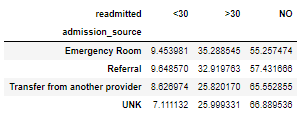 readmitted <30 >30 NO
admission_source
Emergency Room 9.453981 35.288545 55.257474
Referral 9.648570 32.919763 57.431666
Transfer from another provider 8.626974 25.820170 65.552855
UNK 7.111132 25.999331 66.889536